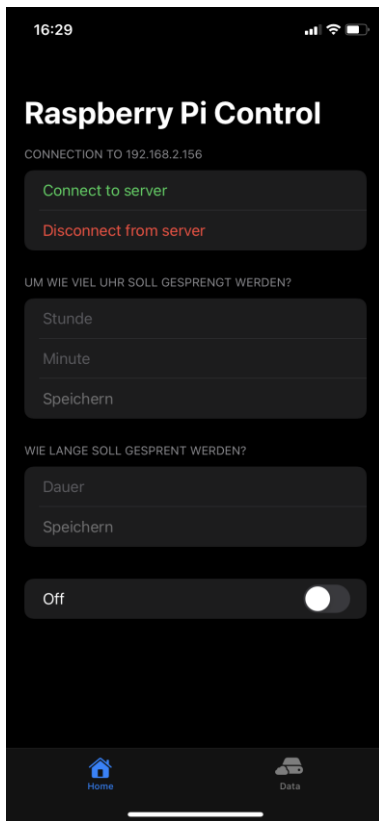 16:29
Raspberry Pi Control
CONNECTION TO 192.168.2.156
Connect to server
Disconnect from server
UM WIE VIEL UHR SOLL GESPRENGT WERDEN?
Stunde
Minute
Speichern
WIE LANGE SOLL GESPRENT WERDEN?
Dauer
Speichern
Off
Home
Data